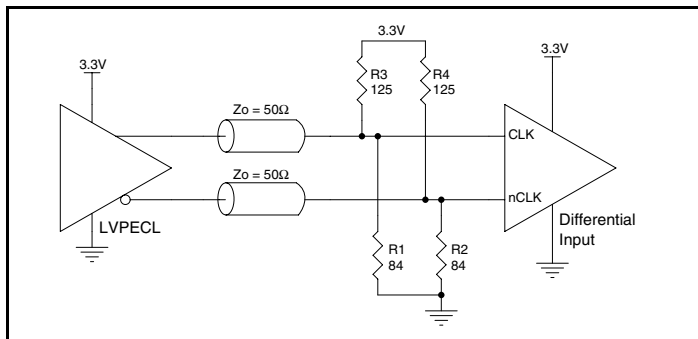 3.3V
3.3V
3.3V
R3
125
R4
125
Zo = 50Ω
CLK
Zo = 50Ω
nCLK
LVPECL
Differential
Input
R1
84
R2
84